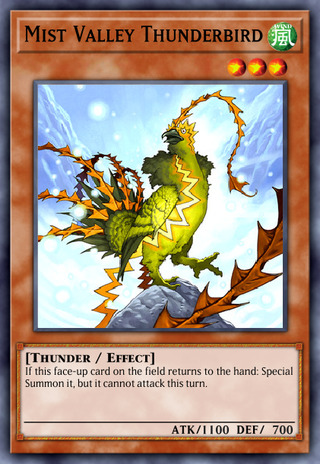 Mist Valley Thunderbird
WIND
風
[Thunder / Effect]
If this face-up card on the field returns to the hand: Special
Summon it, but it cannot attack this turn.
ATK/1100 DEF/ 700